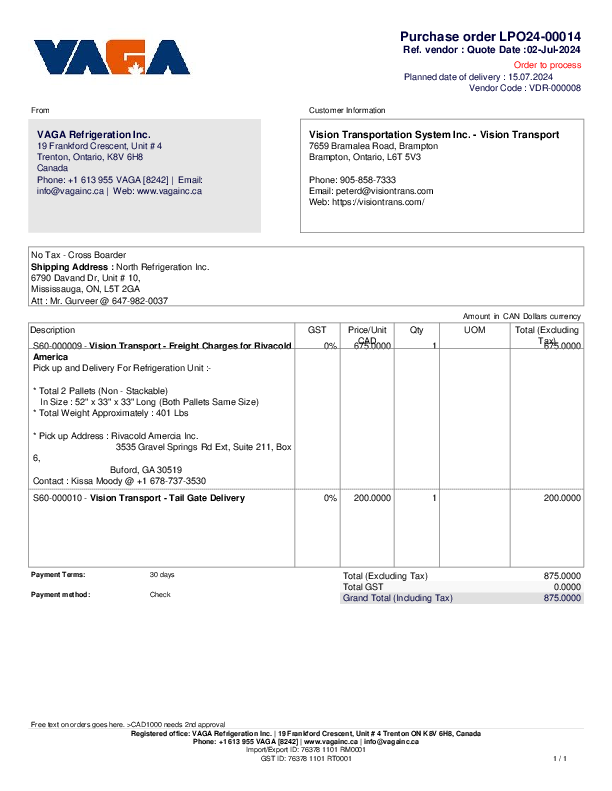 VAGA
Purchase order LPO24-00014
Ref. vendor : Quote Date :02-Jul-2024
Order to process
Planned date of delivery : 15.07.2024
Vendor Code : VDR-000008
From
Customer Information
VAGA Refrigeration Inc.
19 Frankford Crescent, Unit # 4
Trenton, Ontario, K8V 6H8
Canada
Phone: +1 613 955 VAGA [8242] | Email:
info@vagainc.ca | Web: www.vagainc.ca
Vision Transportation System Inc. - Vision Transport
7659 Bramalea Road, Brampton
Brampton, Ontario, L6T 5V3
Phone: 905-858-7333
Email: peterd@visiontrans.com
Web: https://visiontrans.com/
No Tax - Cross Boarder
Shipping Address : North Refrigeration Inc.
6790 Davand Dr, Unit # 10,
Mississauga, ON, L5T 2GA
Att : Mr. Gurveer @ 647-982-0037
Amount in CAN Dollars currency
Description GST Price/Unit CAD Qty UOM Total (Excluding Tax)
S60-000009 - Vision Transport - Freight Charges for Rivacold 0% 675.0000 1 675.0000
America
Pick up and Delivery For Refrigeration Unit :-
* Total 2 Pallets (Non - Stackable)
In Size : 52" x 33" x 33" Long (Both Pallets Same Size)
* Total Weight Approximately : 401 Lbs
* Pick up Address : Rivacold Amercia Inc.
3535 Gravel Springs Rd Ext, Suite 211, Box
6,
Buford, GA 30519
Contact : Kissa Moody @ +1 678-737-3530
S60-000010 - Vision Transport - Tail Gate Delivery 0% 200.0000 1 200.0000
Payment Terms: 30 days
Payment method: Check
Total (Excluding Tax) 875.0000
Total GST 0.0000
Grand Total (Including Tax) 875.0000
Free text on orders goes here. >CAD1000 needs 2nd approval
Registered office: VAGA Refrigeration Inc. | 19 Frankford Crescent, Unit # 4 Trenton ON K8V 6H8, Canada
Phone: +1 613 955 VAGA [8242] | www.vagainc.ca | info@vagainc.ca
Import/Export ID: 76378 1101 RM0001
GST ID: 76378 1101 RT0001
1 / 1